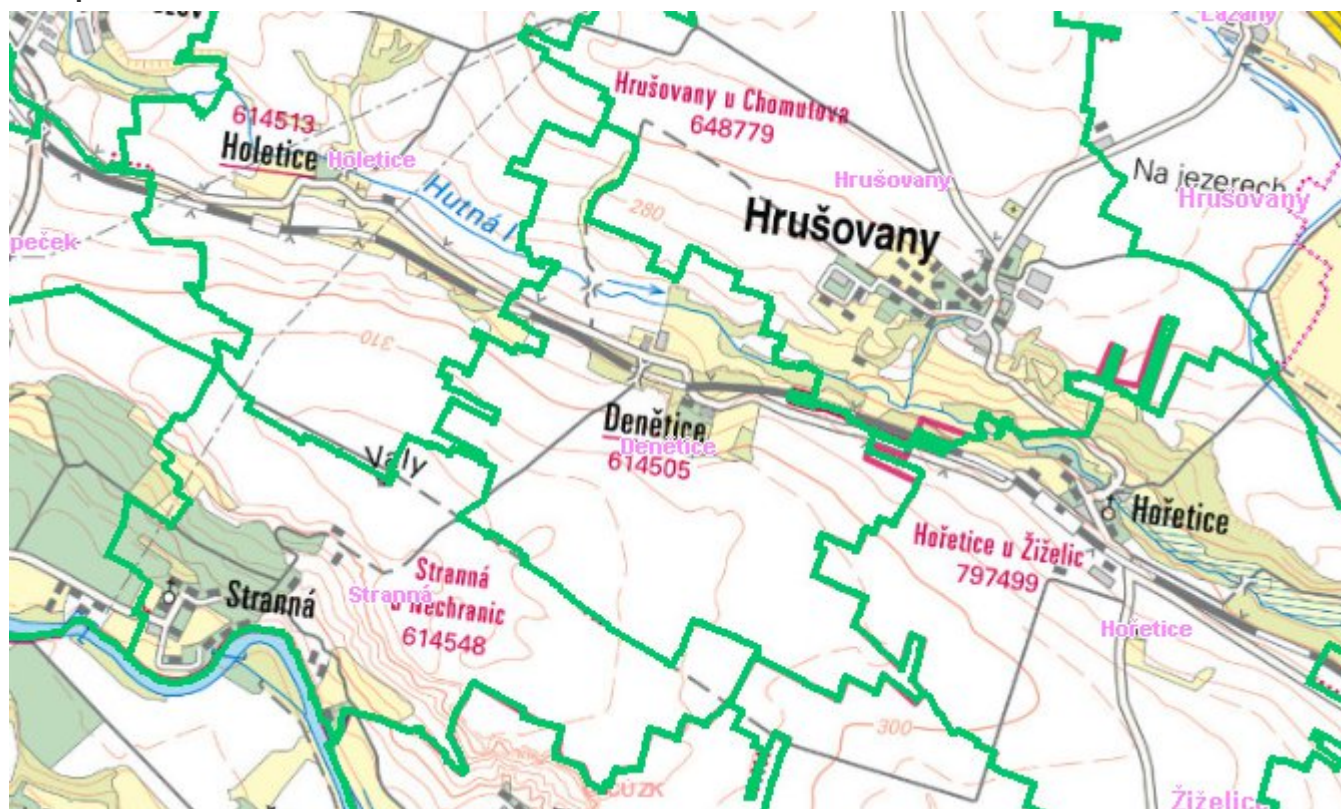 Lažany
Hrušovany u Chomutova
648779
614513
Holetice
Holetice
Na jezerech
Hrušovany
Hrušovany
Hutná I
280
Hrušovany
peček
310
Denětice
Denětice
614505
Valy
Hořetice
Hořetice u Žiželic
797499
Stranná
u Nechranic
614548
Stranná
Stranná
Hořetice
300
ČÚZK
Žiželic